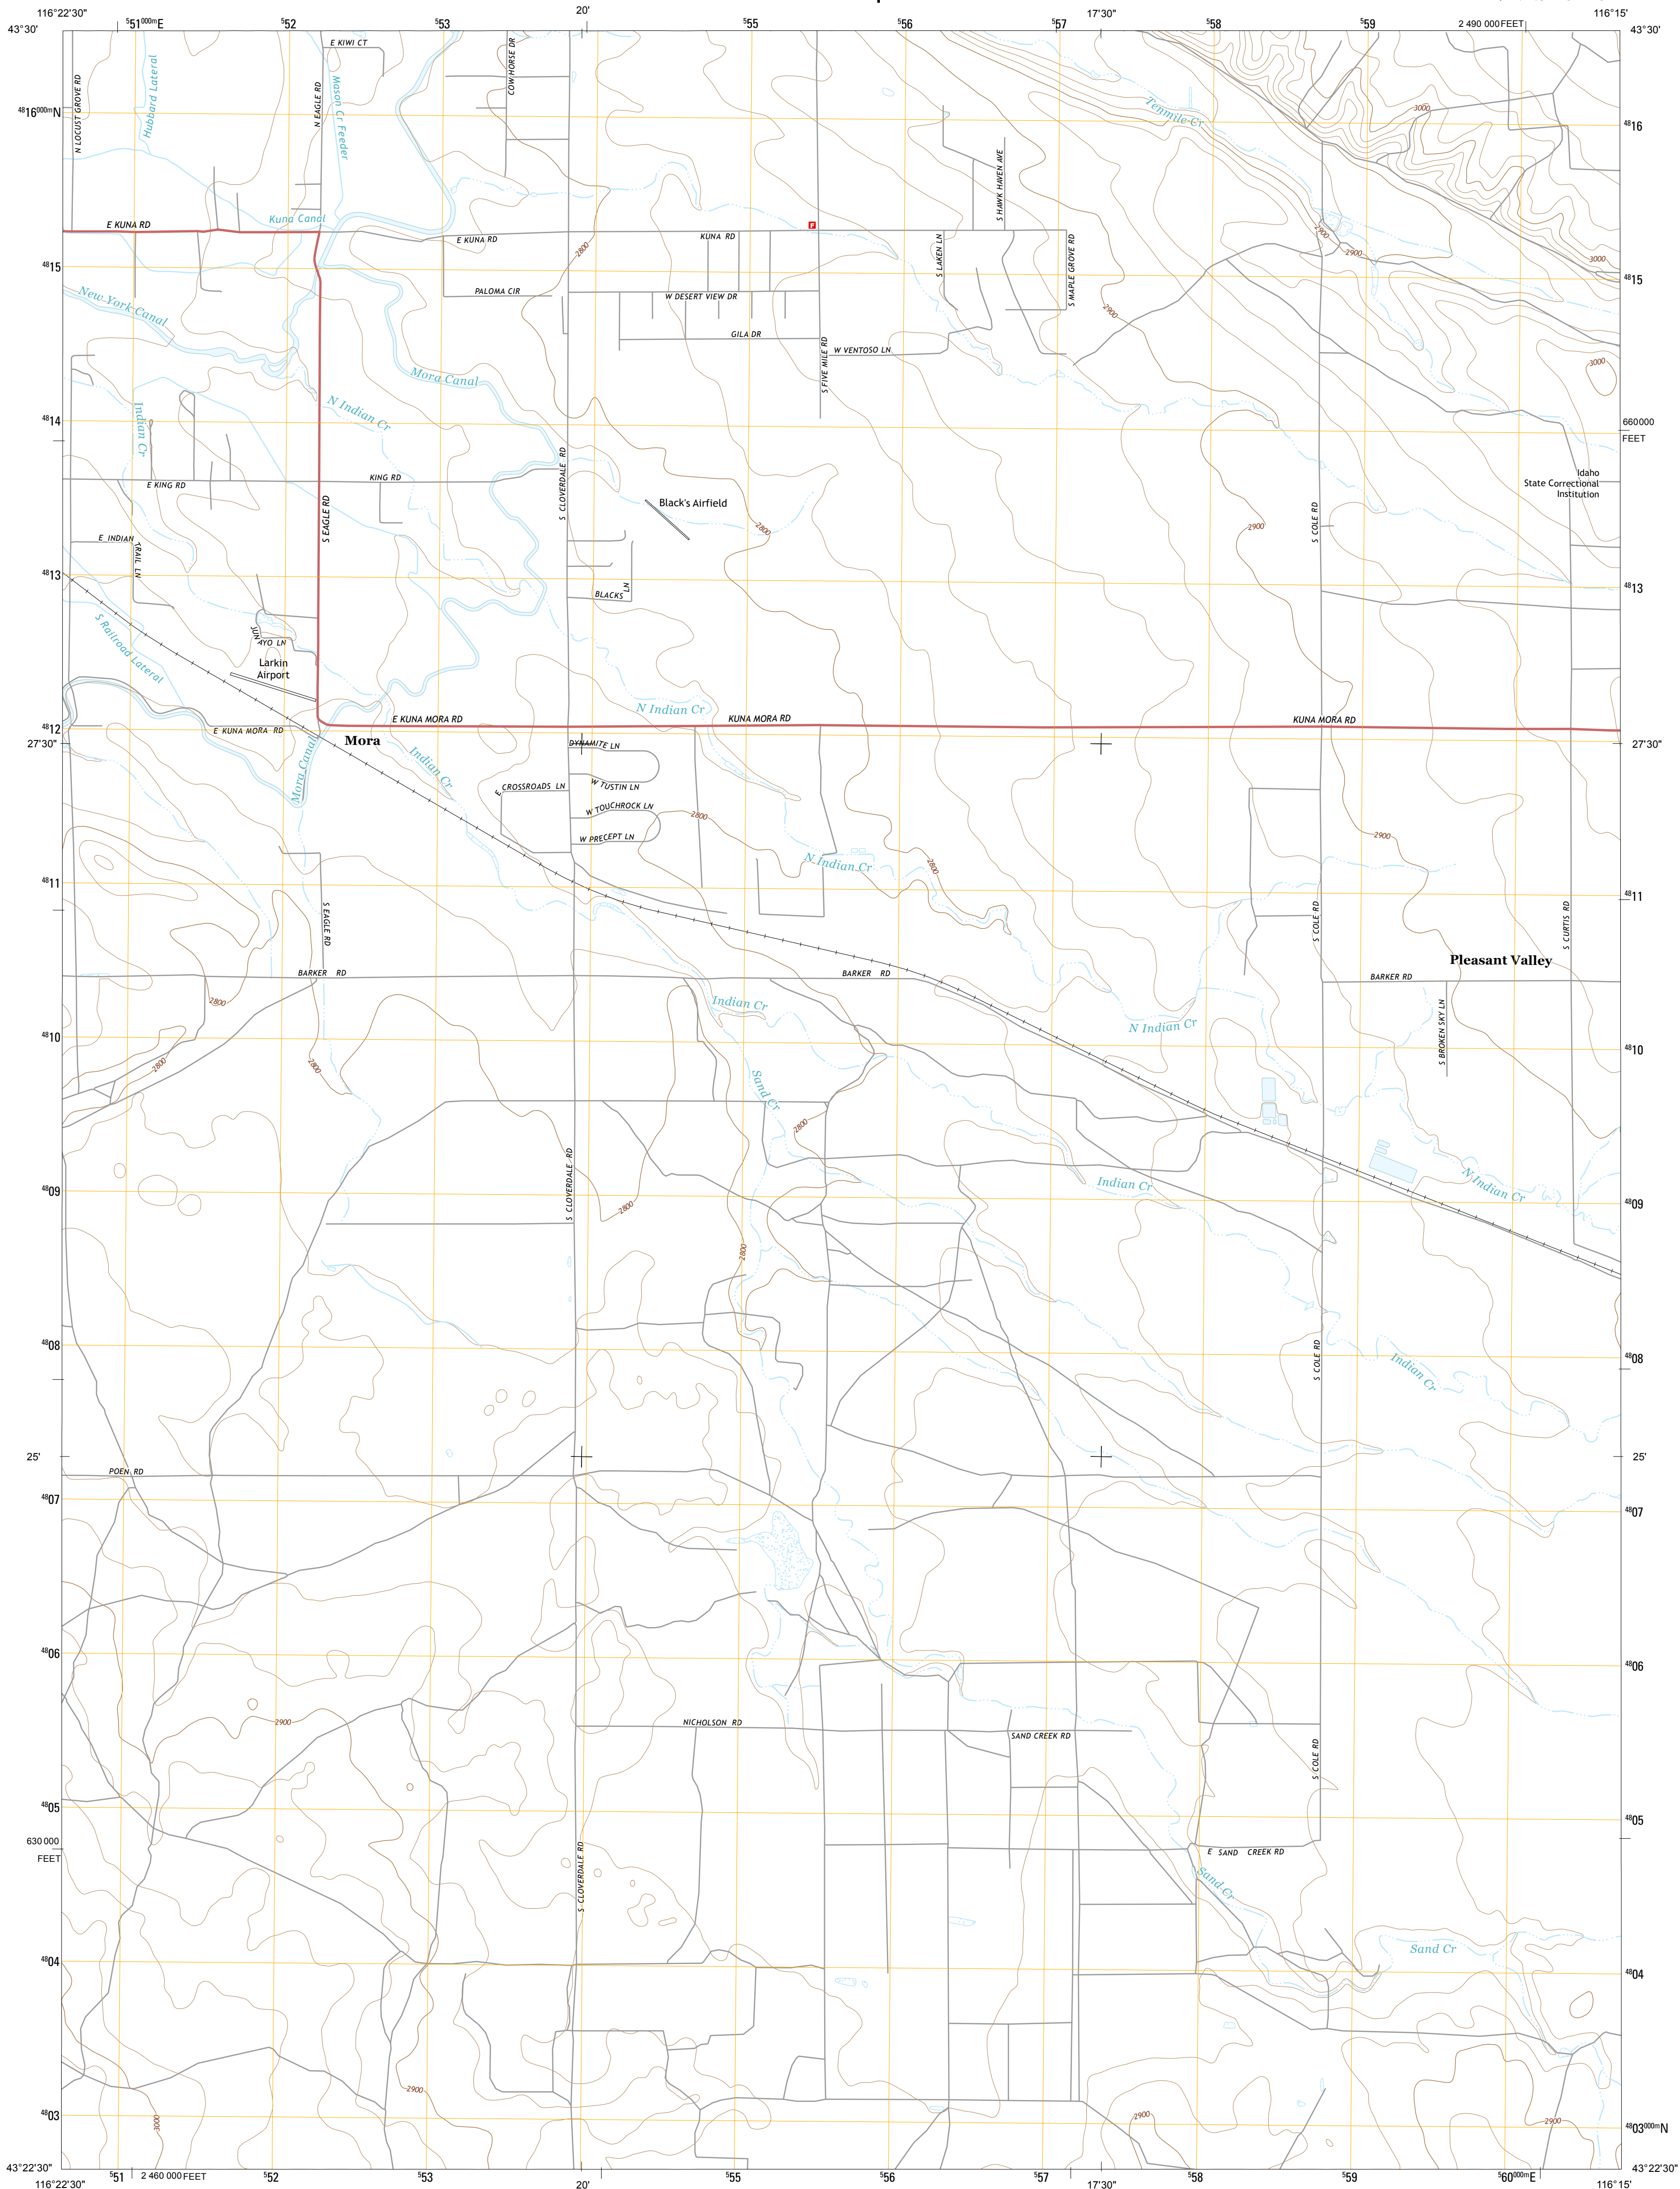 116°22'30"
⁵51⁰⁰⁰ᵐE
⁵52
⁵53
20'
⁵55
⁵56
⁵57
17'30"
⁵58
⁵59
2 490 000 FEET
116°15'
43°30'
43°30'
E KIWI CT
COW HORSE DR
N LOCUST GROVE RD
Hubbard Lateral
N EAGLE RD
Mason Cr Feeder
Tenmile Cr
3000
⁴⁸16⁰⁰⁰ᵐN
⁴⁸16
S HAWK HAVEN AVE
Kuna Canal
E KUNA RD
E KUNA RD
KUNA RD
F
2800
S LAKEN LN
S MAPLE GROVE RD
2900
2900
3000
⁴⁸15
⁴⁸15
New York Canal
PALOMA CIR
W DESERT VIEW DR
2900
GILA DR
S FIVE MILE RD
W VENTOSO LN
3000
Mora Canal
N Indian Cr
Indian Cr
⁴⁸14
⁴⁸14
660 000
FEET
E KING RD
KING RD
S CLOVERDALE RD
S EAGLE RD
Black's Airfield
2800
2900
S COLE RD
Idaho
State Correctional
Institution
E INDIAN
TRAIL LN
⁴⁸13
⁴⁸13
BLACKS
LN
S Railroad Lateral
JUN
AYO LN
Larkin
Airport
N Indian Cr
⁴⁸12
E KUNA MORA RD
E KUNA MORA RD
KUNA MORA RD
KUNA MORA RD
27'30"
27'30"
Mora
Mora Canal
Indian Cr
DYNAMITE LN
W TUSTIN LN
E
CROSSROADS LN
W TOUCHROCK LN
W PRECEPT LN
2800
2900
N Indian Cr
2800
⁴⁸11
⁴⁸11
S EAGLE RD
S COLE RD
S CURTIS RD
Pleasant Valley
BARKER RD
BARKER RD
BARKER RD
2800
Indian Cr
N Indian Cr
S BROKEN SKY LN
⁴⁸10
⁴⁸10
2800
2800
Sand Cr
2800
S CLOVERDALE RD
Indian Cr
N Indian Cr
⁴⁸09
⁴⁸09
2800
2800
⁴⁸08
⁴⁸08
S COLE RD
Indian Cr
25'
25'
POEN RD
⁴⁸07
⁴⁸07
⁴⁸06
⁴⁸06
2900
NICHOLSON RD
SAND CREEK RD
S COLE RD
⁴⁸05
⁴⁸05
630 000
FEET
E SAND CREEK RD
S CLOVERDALE RD
Sand Cr
Sand Cr
⁴⁸04
⁴⁸04
2900
3000
2900
2900
⁴⁸03
⁴⁸03⁰⁰⁰ᵐN
43°22'30"
43°22'30"
116°22'30"
⁵51
2 460 000 FEET
⁵52
⁵53
20'
⁵55
⁵56
⁵57
17'30"
⁵58
⁵59
⁵60⁰⁰⁰ᵐE
116°15'